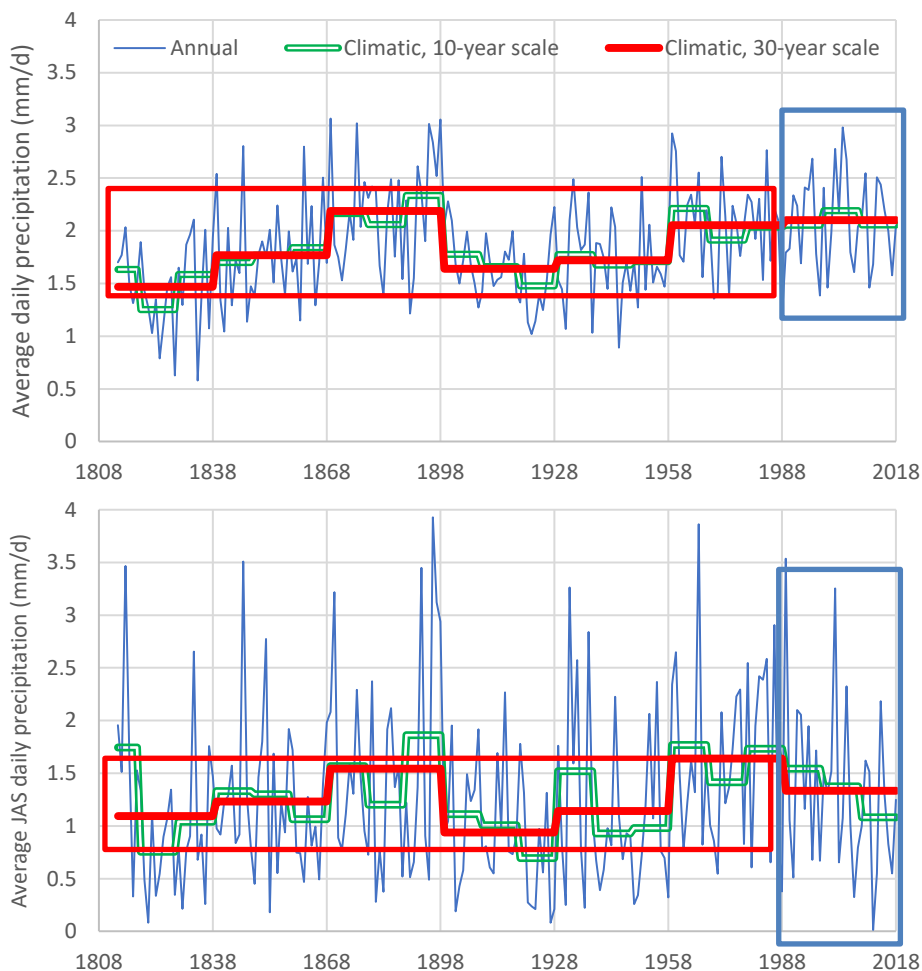 Average daily precipitation (mm/d)
4
Annual
Climatic, 10-year scale
Climatic, 30-year scale
3.5
3
2.5
2
1.5
1
0.5
0
1808 1838 1868 1898 1928 1958 1988 2018
Average JAS daily precipitation (mm/d)
4
3.5
3
2.5
2
1.5
1
0.5
0
1808 1838 1868 1898 1928 1958 1988 2018